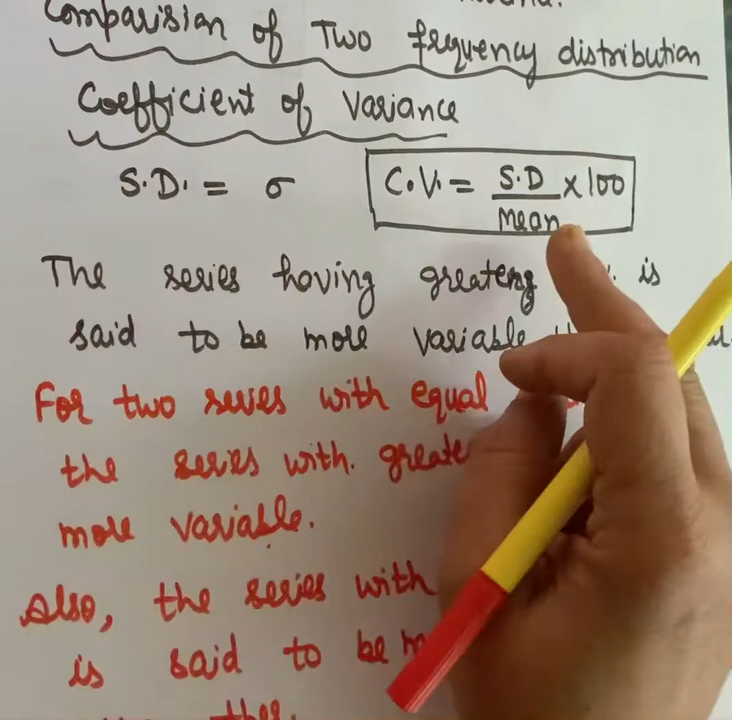 Comparision of Two frequency distribution
Coefficient of Variance
S.D. = σ
C.V. = S.D / Mean × 100
The series having greater is
said to be more variable
For two series with equal
the series with. greate
more variable.
Also, the series with
is said to be m
ther.